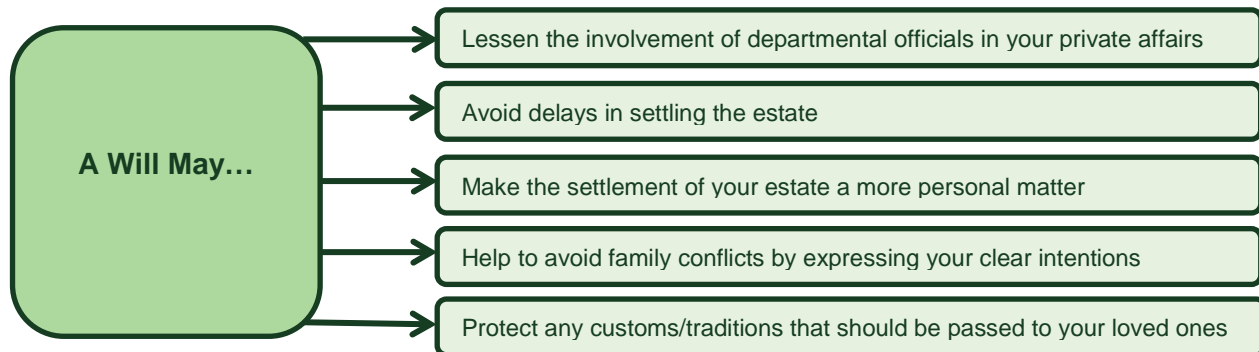 A Will May…
Lessen the involvement of departmental officials in your private affairs
Avoid delays in settling the estate
Make the settlement of your estate a more personal matter
Help to avoid family conflicts by expressing your clear intentions
Protect any customs/traditions that should be passed to your loved ones